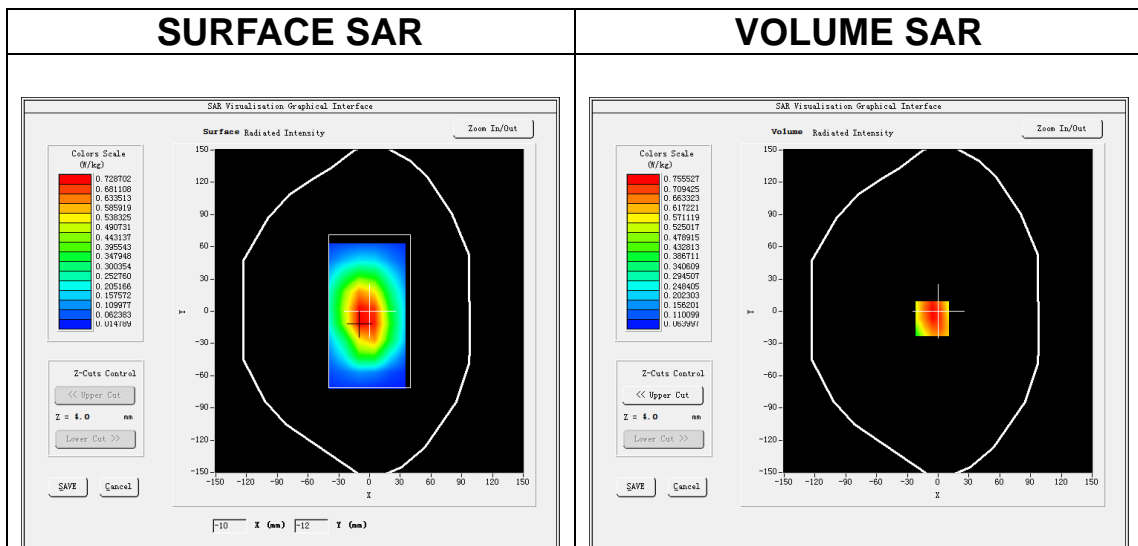 SURFACE SAR
VOLUME SAR
SAR Visualisation Graphical Interface
Surface Radiated Intensity
Zoom In/Out
Colors Scale
(W/kg)
0.728702
0.681108
0.633513
0.585919
0.538325
0.490731
0.443137
0.395543
0.347948
0.300354
0.252760
0.205166
0.157572
0.109977
0.062383
0.014789
150
120
90
60
30
0
-30
-60
-90
-120
-150
Y
-150 -120 -90 -60 -30 0 30 60 90 120 150
X
Z-Cuts Control
<< Upper Cut
Z = 4.0 mm
Lower Cut >>
SAVE Cancel
-10 X (mm) -12 Y (mm)
SAR Visualisation Graphical Interface
Volume Radiated Intensity
Zoom In/Out
Colors Scale
(W/kg)
0.755527
0.709425
0.663323
0.617221
0.571119
0.525017
0.478915
0.432813
0.386711
0.340609
0.294507
0.248405
0.202303
0.156201
0.110099
0.063997
150
120
90
60
30
0
-30
-60
-90
-120
-150
Y
-150 -120 -90 -60 -30 0 30 60 90 120 150
X
Z-Cuts Control
<< Upper Cut
Z = 4.0 mm
Lower Cut >>
SAVE Cancel